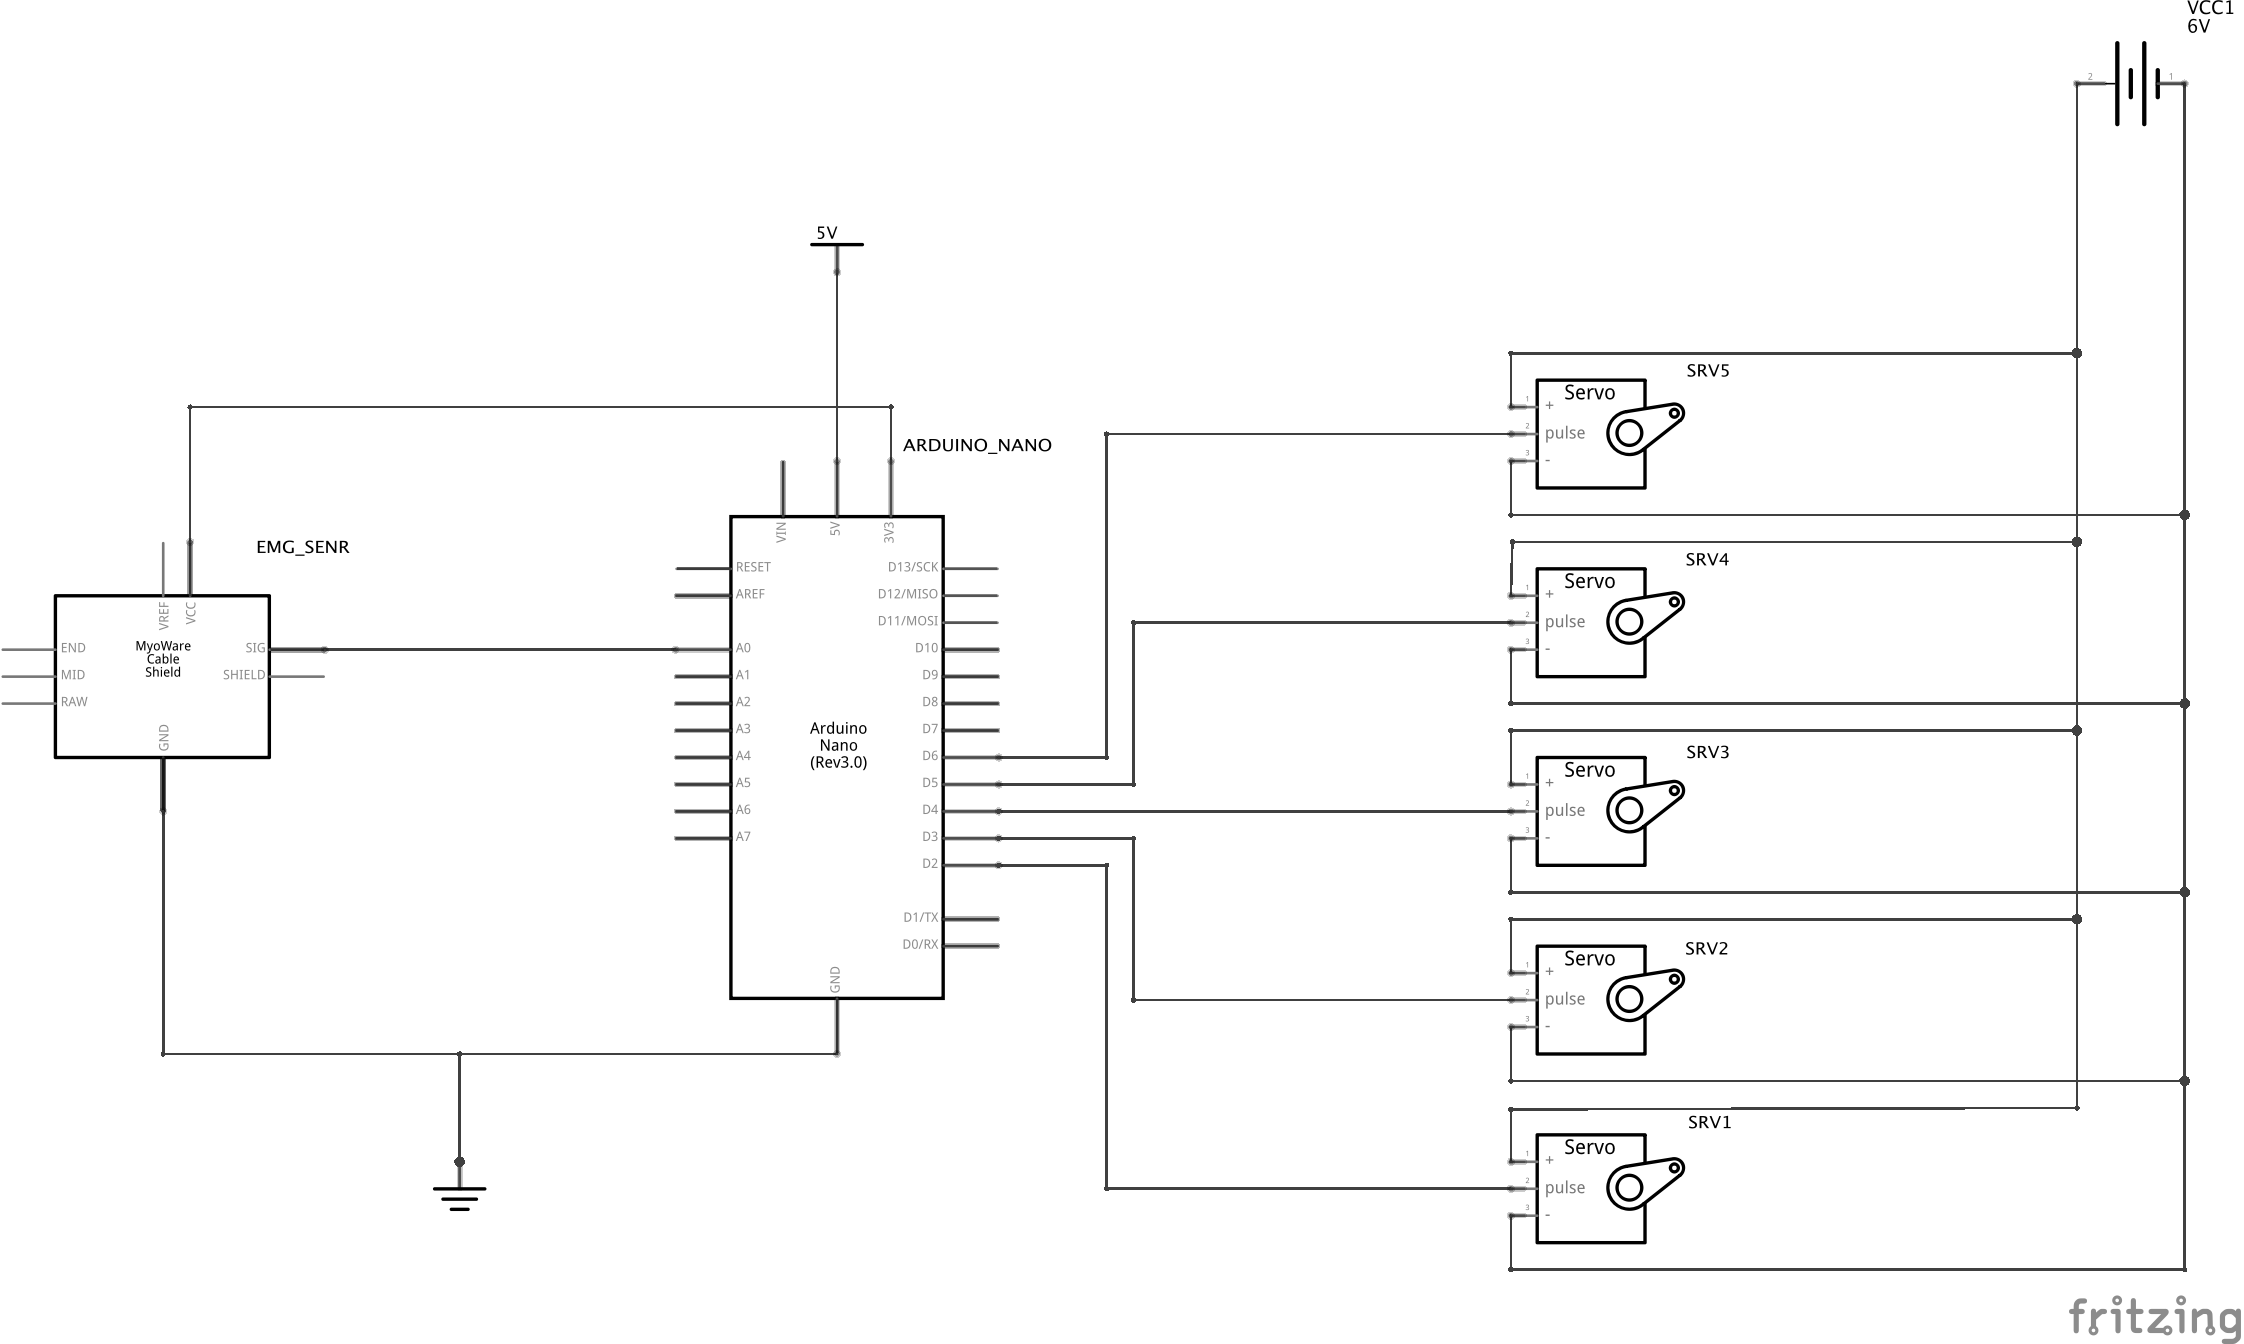 VCC1
6V
2
1
5V
SRV5
Servo
1
+
2
pulse
3
-
ARDUINO_NANO
VIN
5V
3V3
EMG_SENR
SRV4
Servo
1
+
2
pulse
3
-
RESET
D13/SCK
AREF
D12/MISO
D11/MOSI
VREF
VCC
END
MyoWare
Cable
Shield
SIG
MID
SHIELD
RAW
GND
A0
D10
A1
D9
A2
D8
A3
D7
Arduino
Nano
(Rev3.0)
A4
D6
A5
D5
A6
D4
A7
D3
D2
D1/TX
D0/RX
GND
SRV3
Servo
1
+
2
pulse
3
-
SRV2
Servo
1
+
2
pulse
3
-
SRV1
Servo
1
+
2
pulse
3
-
fritzing